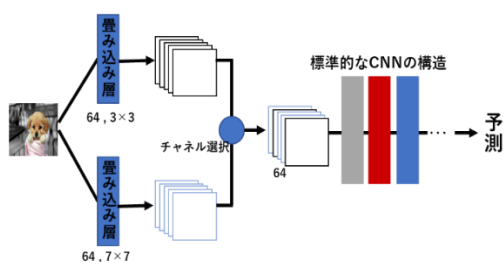 畳み込み層
64 , 3×3
チャネル選択
畳み込み層
64 , 7×7
64
標準的なCNNの構造
…
予測